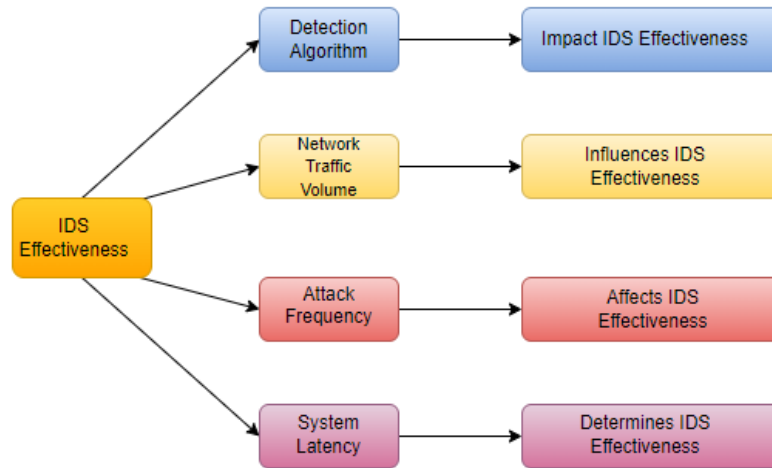 Detection
Algorithm
Impact IDS Effectiveness
Network
Traffic
Volume
Influences IDS
Effectiveness
IDS
Effectiveness
Attack
Frequency
Affects IDS
Effectiveness
System
Latency
Determines IDS
Effectiveness